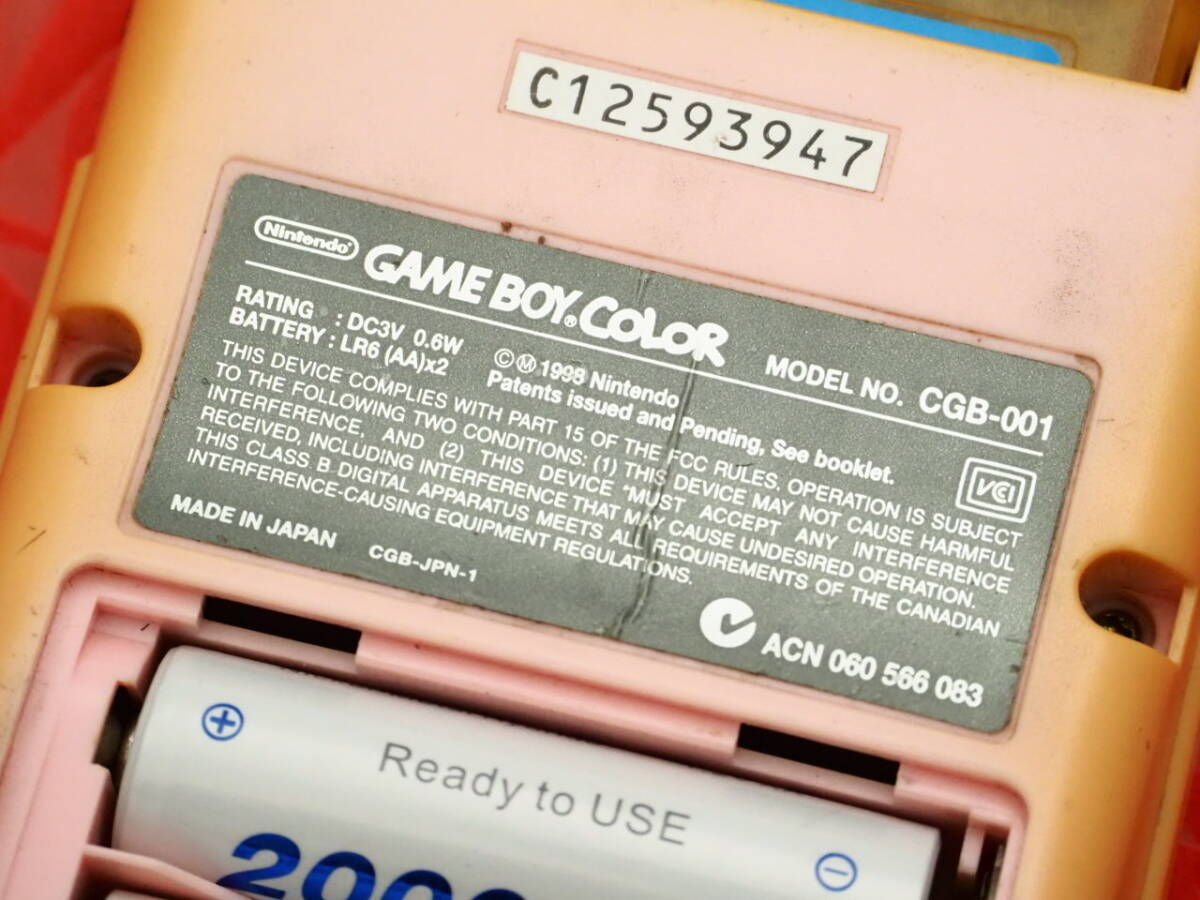 C12593947
Nintendo GAME BOY COLOR MODEL NO. CGB-001
RATING : DC3V 0.6W
BATTERY : LR6 (AA)x2
©Ⓜ 1998 Nintendo
Patents issued and Pending, See booklet.
VCI
THIS DEVICE COMPLIES WITH PART 15 OF THE FCC RULES. OPERATION IS SUBJECT
TO THE FOLLOWING TWO CONDITIONS: (1) THIS DEVICE MAY NOT CAUSE HARMFUL
INTERFERENCE, AND (2) THIS DEVICE MUST ACCEPT ANY INTERFERENCE
RECEIVED, INCLUDING INTERFERENCE THAT MAY CAUSE UNDESIRED OPERATION.
THIS CLASS B DIGITAL APPARATUS MEETS ALL REQUIREMENTS OF THE CANADIAN
INTERFERENCE-CAUSING EQUIPMENT REGULATIONS.
MADE IN JAPAN CGB-JPN-1
ACN 060 566 083
+
Ready to USE
−
2000